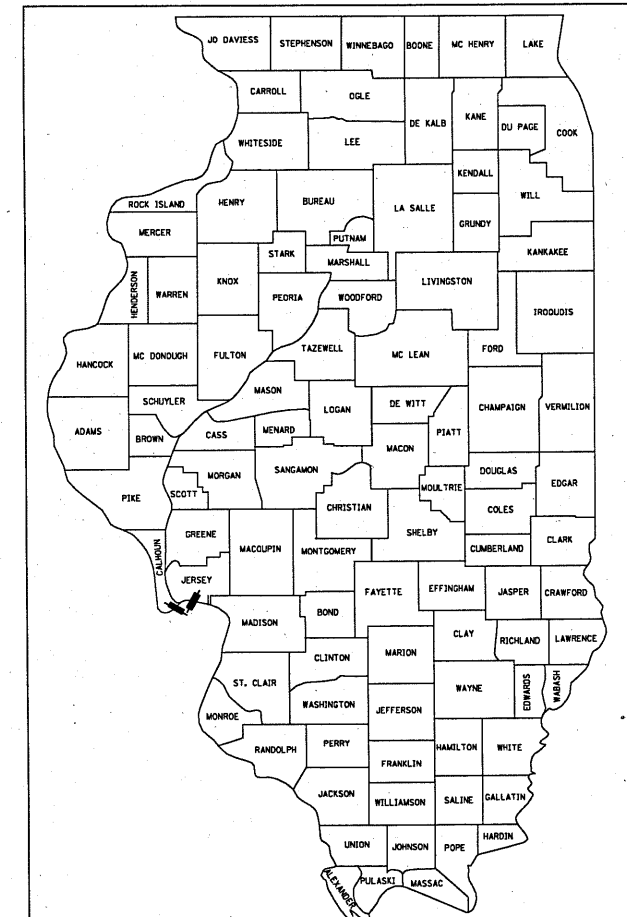 JD DAVIESS
STEPHENSON
WINNEBAGO
BOONE
MC HENRY
LAKE
CARROLL
OGLE
DE KALB
KANE
DU PAGE
COOK
WHITESIDE
LEE
KENDALL
WILL
ROCK ISLAND
HENRY
BUREAU
LA SALLE
GRUNDY
MERCER
PUTNAM
STARK
MARSHALL
KANKAKEE
HENDERSON
WARREN
KNOX
PEORIA
WOODFORD
LIVINGSTON
IROQUOIS
HANCOCK
MC DONOUGH
FULTON
TAZEWELL
MC LEAN
FORD
MASON
SCHUYLER
LOGAN
DE WITT
CHAMPAIGN
VERMILION
ADAMS
BROWN
CASS
MENARD
MACON
PIATT
PIKE
SCOTT
MORGAN
SANGAMON
CHRISTIAN
MOULTRIE
DOUGLAS
EDGAR
COLES
CALHOUN
GREENE
MACOUPIN
MONTGOMERY
SHELBY
CUMBERLAND
CLARK
JERSEY
FAYETTE
EFFINGHAM
JASPER
CRAWFORD
MADISON
BOND
CLAY
RICHLAND
LAWRENCE
CLINTON
MARION
ST. CLAIR
WAYNE
EDWARDS
WABASH
WASHINGTON
JEFFERSON
MONROE
RANDOLPH
PERRY
HAMILTON
WHITE
FRANKLIN
JACKSON
WILLIAMSON
SALINE
GALLATIN
UNION
JOHNSON
POPE
HARDIN
ALEXANDER
PULASKI
MASSAC